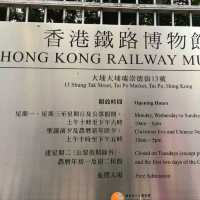 香港鐵路博物館
HONG KONG RAILWAY MU
大埔大埔墟崇德街13號
13 Shung Tak Street, Tai Po Market, Tai Po, Hong Kong
開放時間
Opening Hours
星期一、星期三至星期日及公眾假期：
Monday, Wednesday to Sunday
上午十時至下午六時
10am - 6pm
聖誕前夕及農曆新年除夕：
Christmas Eve and Chinese Ne
上午十時至下午五時
10am - 5pm
逢星期二（公眾假期除外）、
Closed on Tuesdays (except p
農曆年初一及初二休館
and the first two days of the C
免費入場
Free Admission